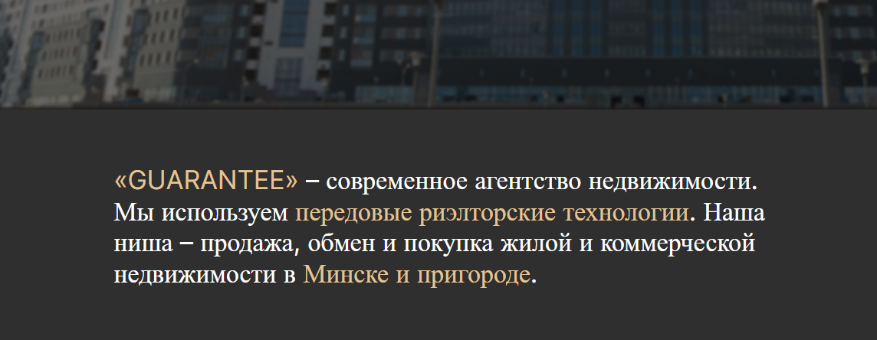 «GUARANTEE» – современное агентство недвижимости.
Мы используем передовые риэлторские технологии. Наша
ниша – продажа, обмен и покупка жилой и коммерческой
недвижимости в Минске и пригороде.